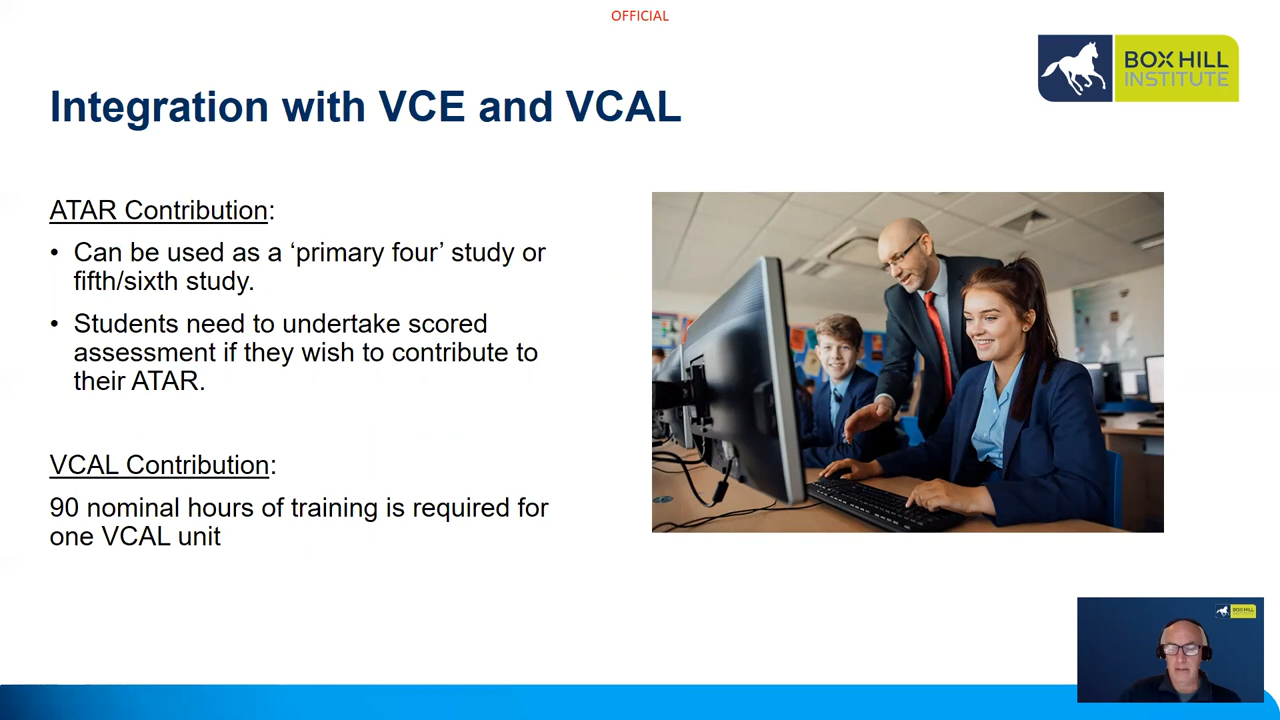 OFFICIAL
BOX HILL
INSTITUTE
Integration with VCE and VCAL
ATAR Contribution:
• Can be used as a ‘primary four’ study or
fifth/sixth study.
• Students need to undertake scored
assessment if they wish to contribute to
their ATAR.
VCAL Contribution:
90 nominal hours of training is required for
one VCAL unit
BOX HILL